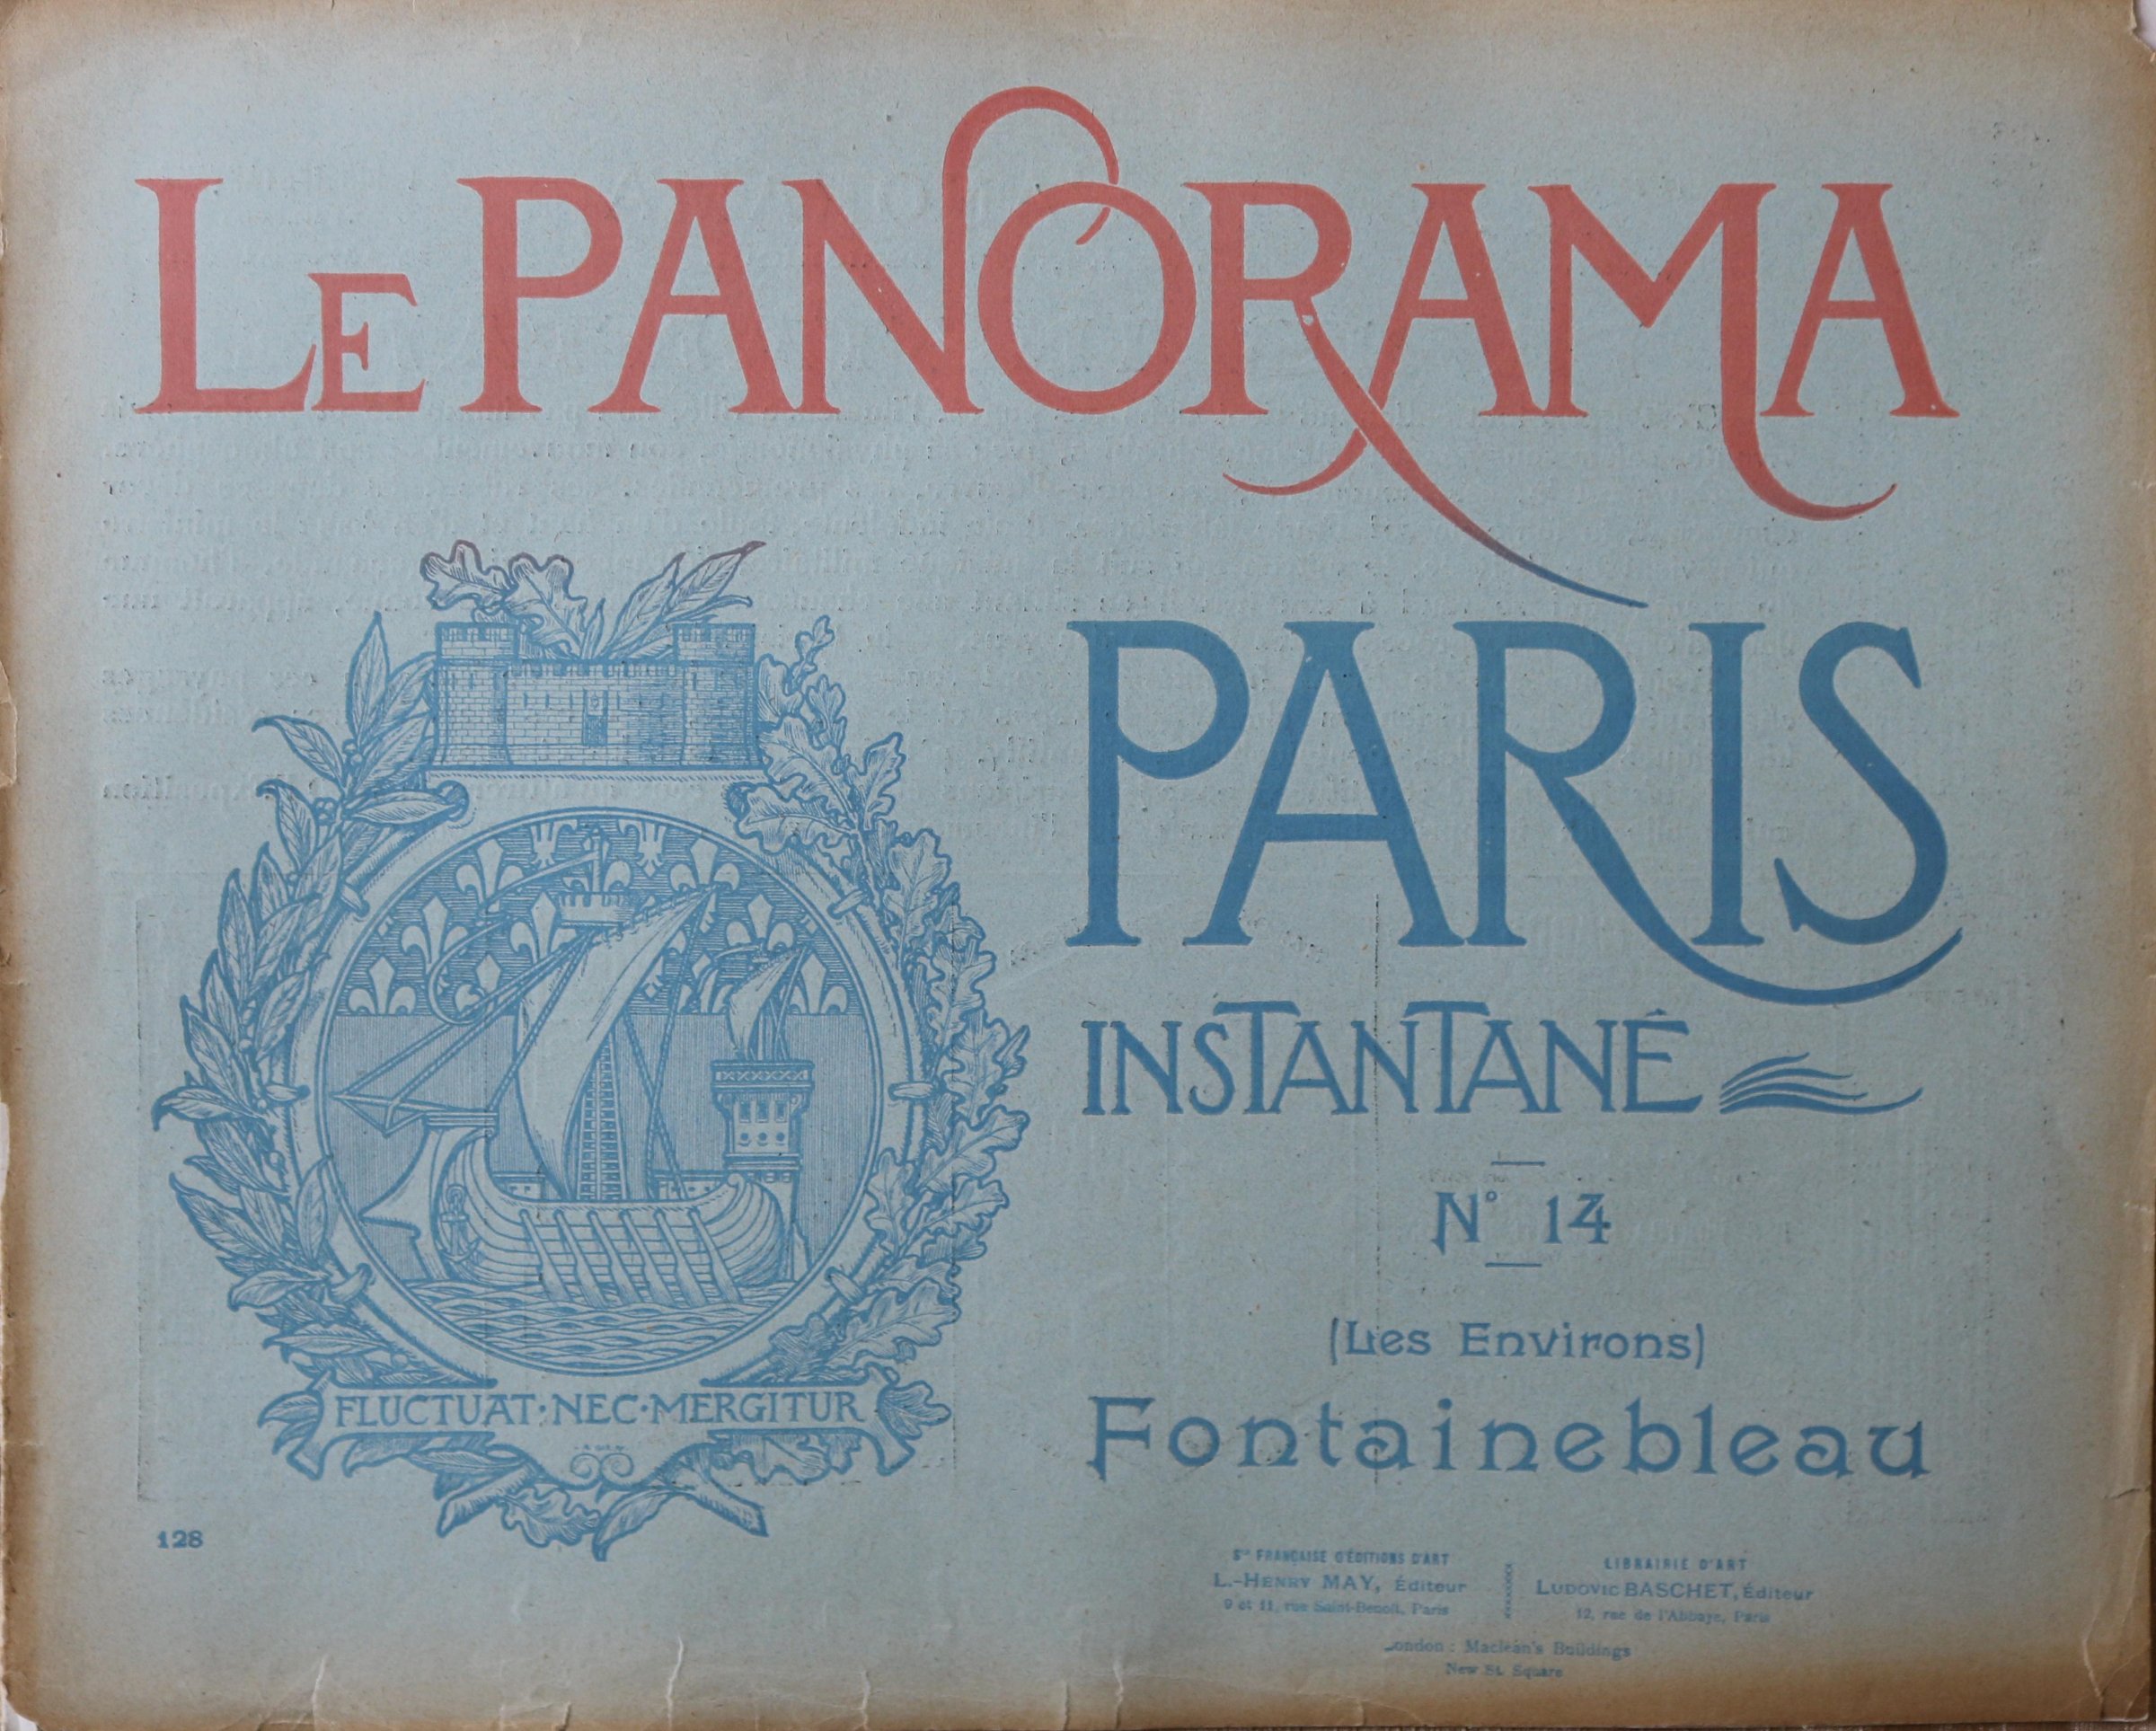 LE PANORAMA
PARIS
INSTANTANÉ
N° 14
(Les Environs)
Fontainebleau
FLUCTUAT·NEC·MERGITUR
128
Sté FRANÇAISE D'ÉDITIONS D'ART
L.-HENRY MAY, Éditeur
9 et 11, rue Saint-Benoît, Paris
LIBRAIRIE D'ART
LUDOVIC BASCHET, Éditeur
12, rue de l'Abbaye, Paris
London : Maclean's Buildings
New St. Square